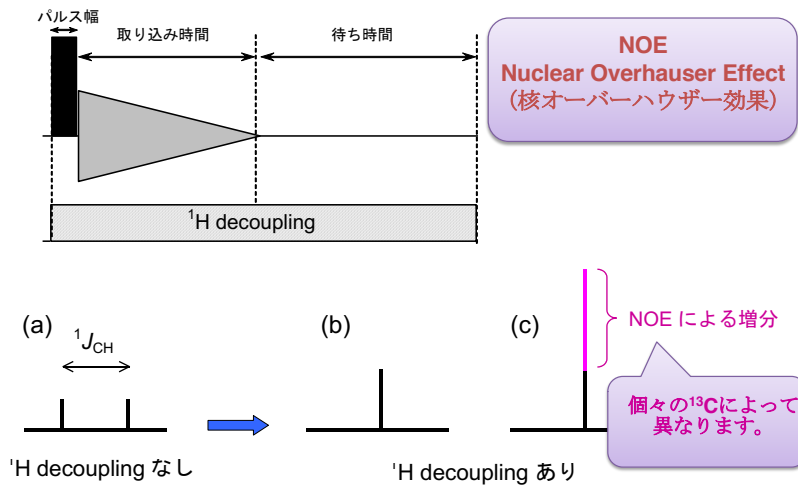 パルス幅
取り込み時間
待ち時間
NOE
Nuclear Overhauser Effect
(核オーバーハウザー効果)
¹H decoupling
(a)
¹JCH
(b)
(c)
NOE による増分
個々の¹³Cによって
異なります。
¹H decoupling なし
¹H decoupling あり